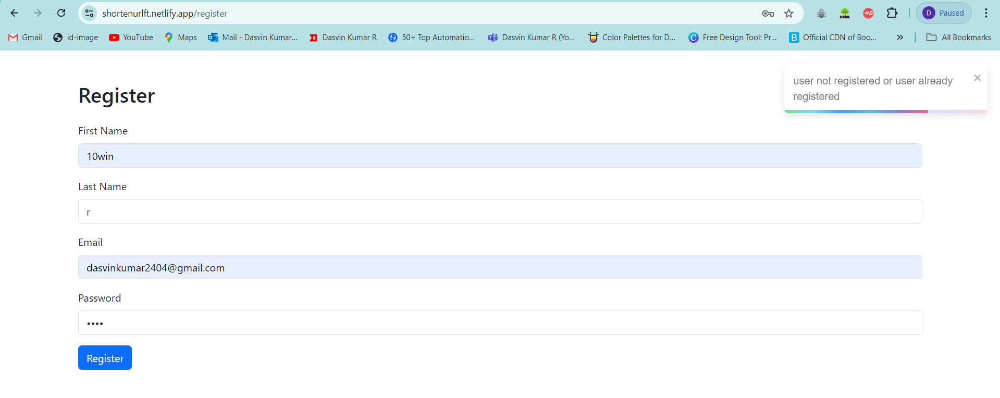 shortenurlft.netlify.app/register
D Paused
Gmail id-image YouTube Maps Mail - Dasvin Kumar... Dasvin Kumar R 50+ Top Automatio... Dasvin Kumar R (Yo... Color Palettes for D... Free Design Tool: Pr... B Official CDN of Boo... » All Bookmarks
user not registered or user already
registered
Register
First Name
10win
Last Name
r
Email
dasvinkumar2404@gmail.com
Password
••••
Register